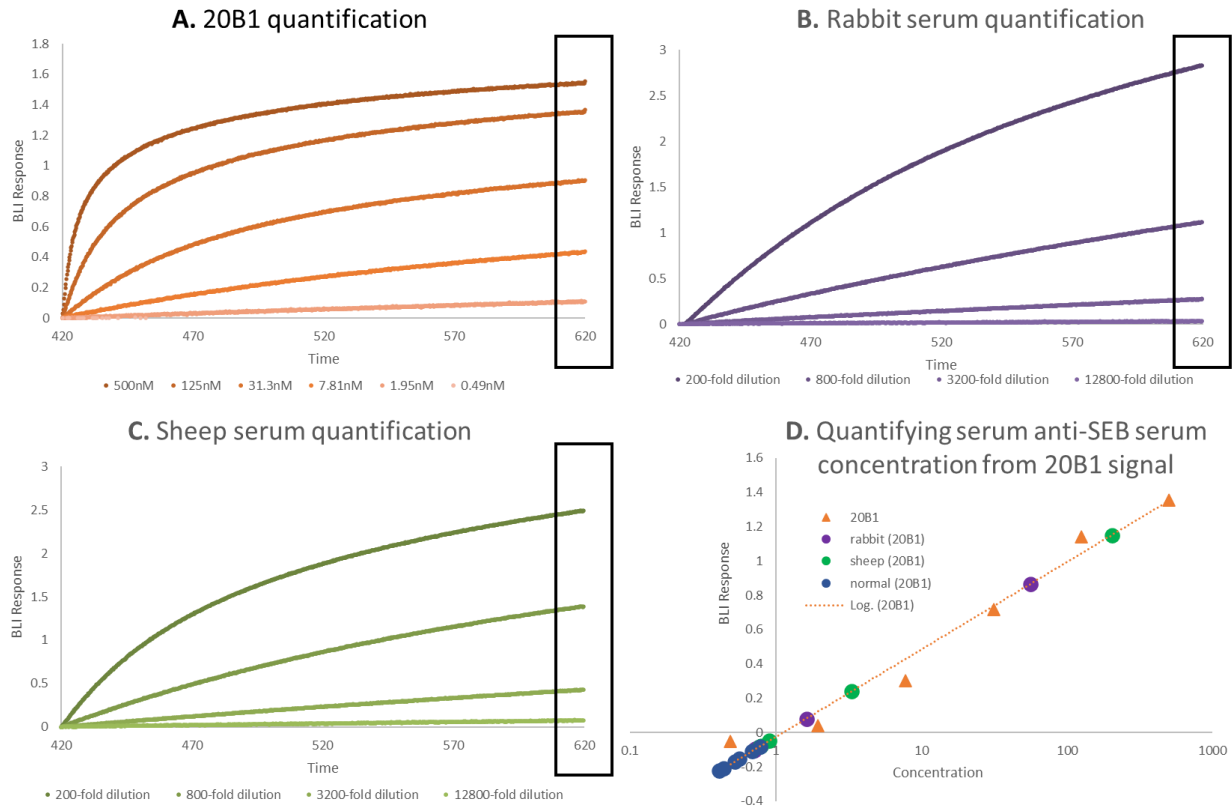 A. 20B1 quantification
1.8
1.6
1.4
1.2
1
0.8
0.6
0.4
0.2
0
BLI Response
420 470 520 570 620
Time
500nM 125nM 31.3nM 7.81nM 1.95nM 0.49nM
B. Rabbit serum quantification
3
2.5
2
1.5
1
0.5
0
BLI Response
420 470 520 570 620
Time
200-fold dilution 800-fold dilution 3200-fold dilution 12800-fold dilution
C. Sheep serum quantification
3
2.5
2
1.5
1
0.5
0
BLI Response
420 470 520 570 620
Time
200-fold dilution 800-fold dilution 3200-fold dilution 12800-fold dilution
D. Quantifying serum anti-SEB serum
concentration from 20B1 signal
1.6
1.4
1.2
1
0.8
0.6
0.4
0.2
0
-0.2
-0.4
BLI Response
20B1
rabbit (20B1)
sheep (20B1)
normal (20B1)
Log. (20B1)
0.1 1 10 100 1000
Concentration